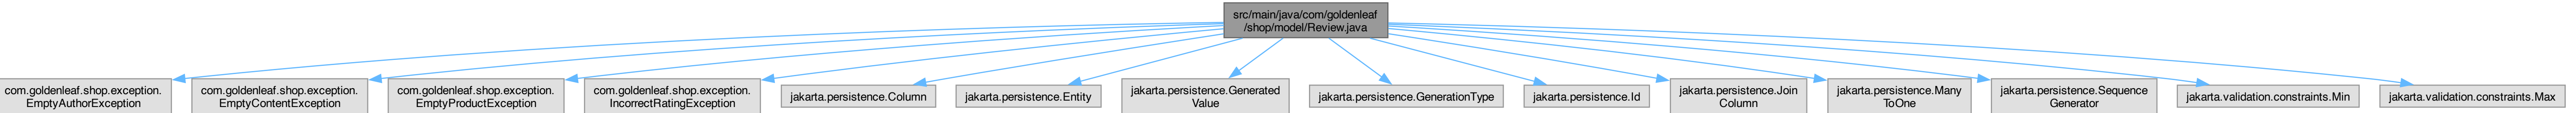 src/main/java/com/goldenleaf
/shop/model/Review.java
com.goldenleaf.shop.exception.
EmptyAuthorException
com.goldenleaf.shop.exception.
EmptyContentException
com.goldenleaf.shop.exception.
EmptyProductException
com.goldenleaf.shop.exception.
IncorrectRatingException
jakarta.persistence.Column
jakarta.persistence.Entity
jakarta.persistence.Generated
Value
jakarta.persistence.GenerationType
jakarta.persistence.Id
jakarta.persistence.Join
Column
jakarta.persistence.Many
ToOne
jakarta.persistence.Sequence
Generator
jakarta.validation.constraints.Min
jakarta.validation.constraints.Max